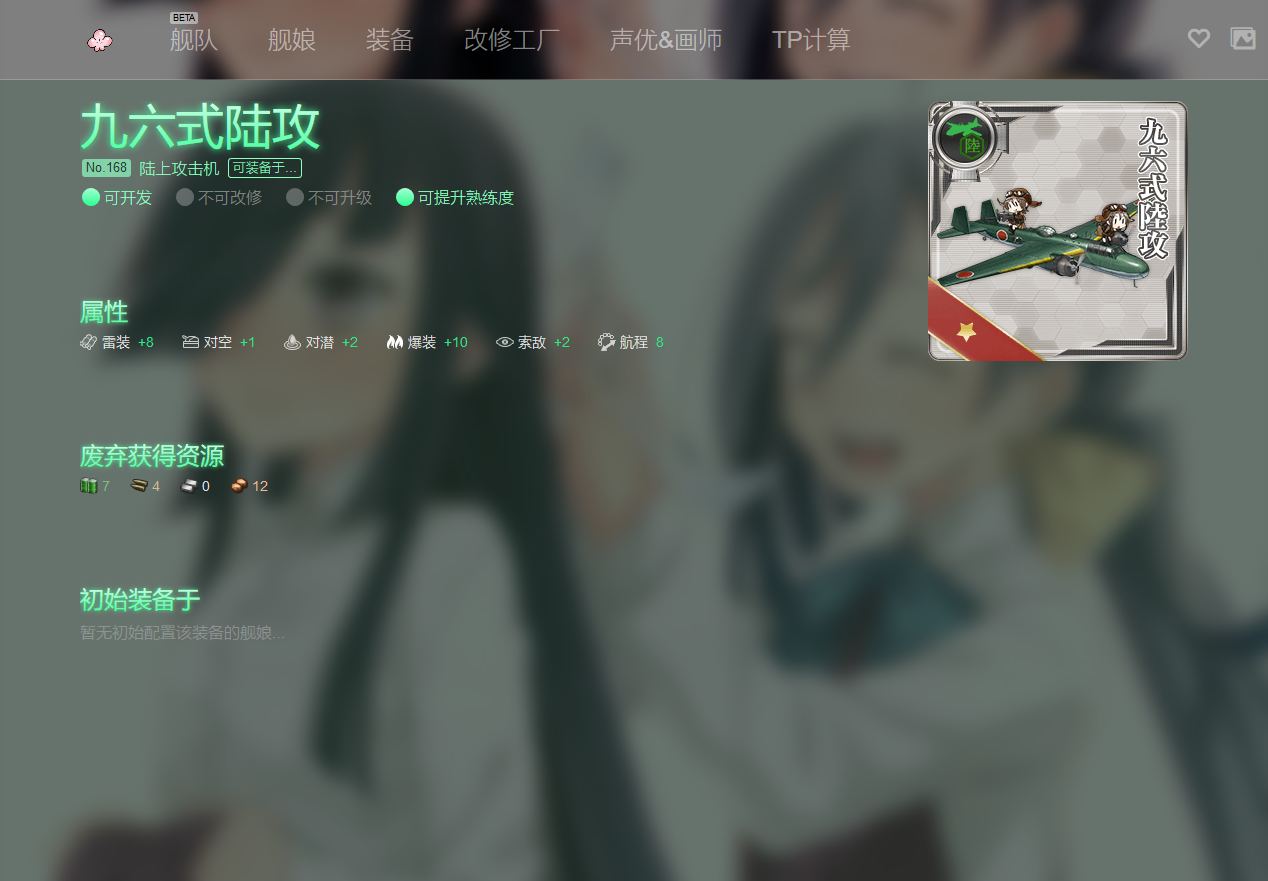 BETA
舰队 舰娘 装备 改修工厂 声优&画师 TP计算
九六式陆攻
No.168 陆上攻击机 可装备于...
可开发 不可改修 不可升级 可提升熟练度
陸
九六式陸攻
属性
雷装 +8 对空 +1 对潜 +2 爆装 +10 索敌 +2 航程 8
废弃获得资源
7 4 0 12
初始装备于
暂无初始配置该装备的舰娘...